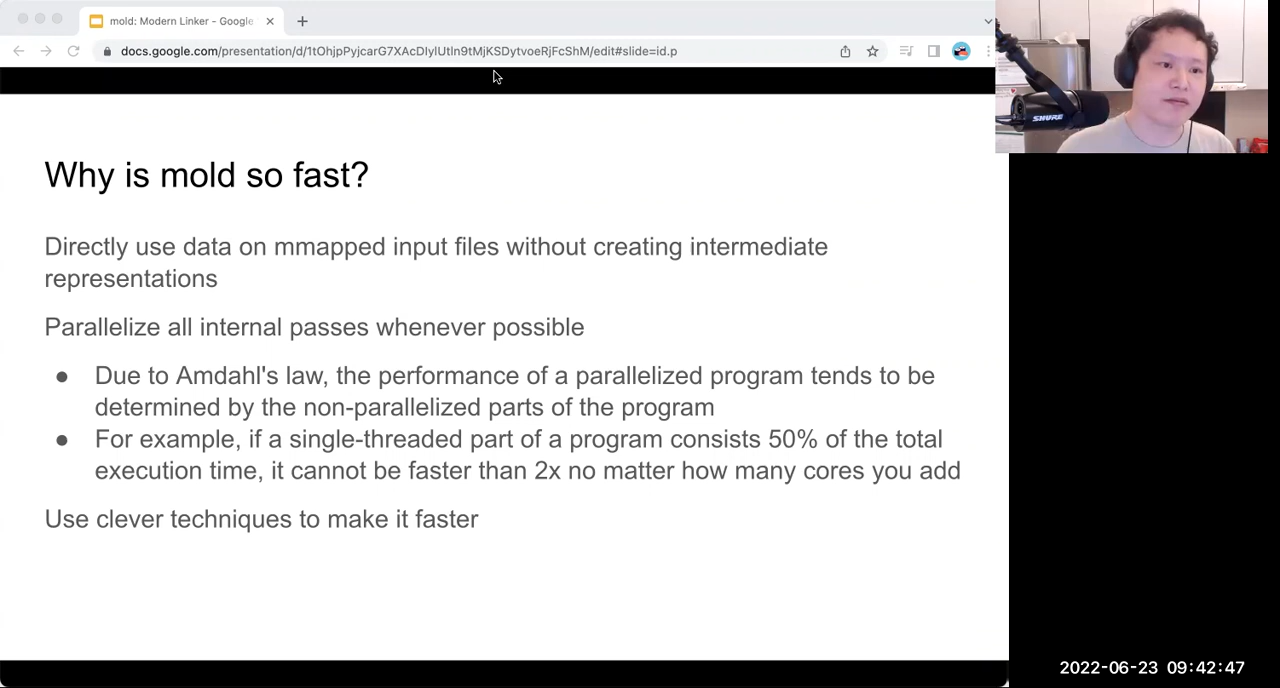 mold: Modern Linker - Google
docs.google.com/presentation/d/1tOhjpPyjcarG7XAcDIylUtIn9tMjKSDytvoeRjFcShM/edit#slide=id.p
SHURE
Why is mold so fast?
Directly use data on mmapped input files without creating intermediate
representations
Parallelize all internal passes whenever possible
● Due to Amdahl's law, the performance of a parallelized program tends to be
determined by the non-parallelized parts of the program
● For example, if a single-threaded part of a program consists 50% of the total
execution time, it cannot be faster than 2x no matter how many cores you add
Use clever techniques to make it faster
2022-06-23 09:42:47